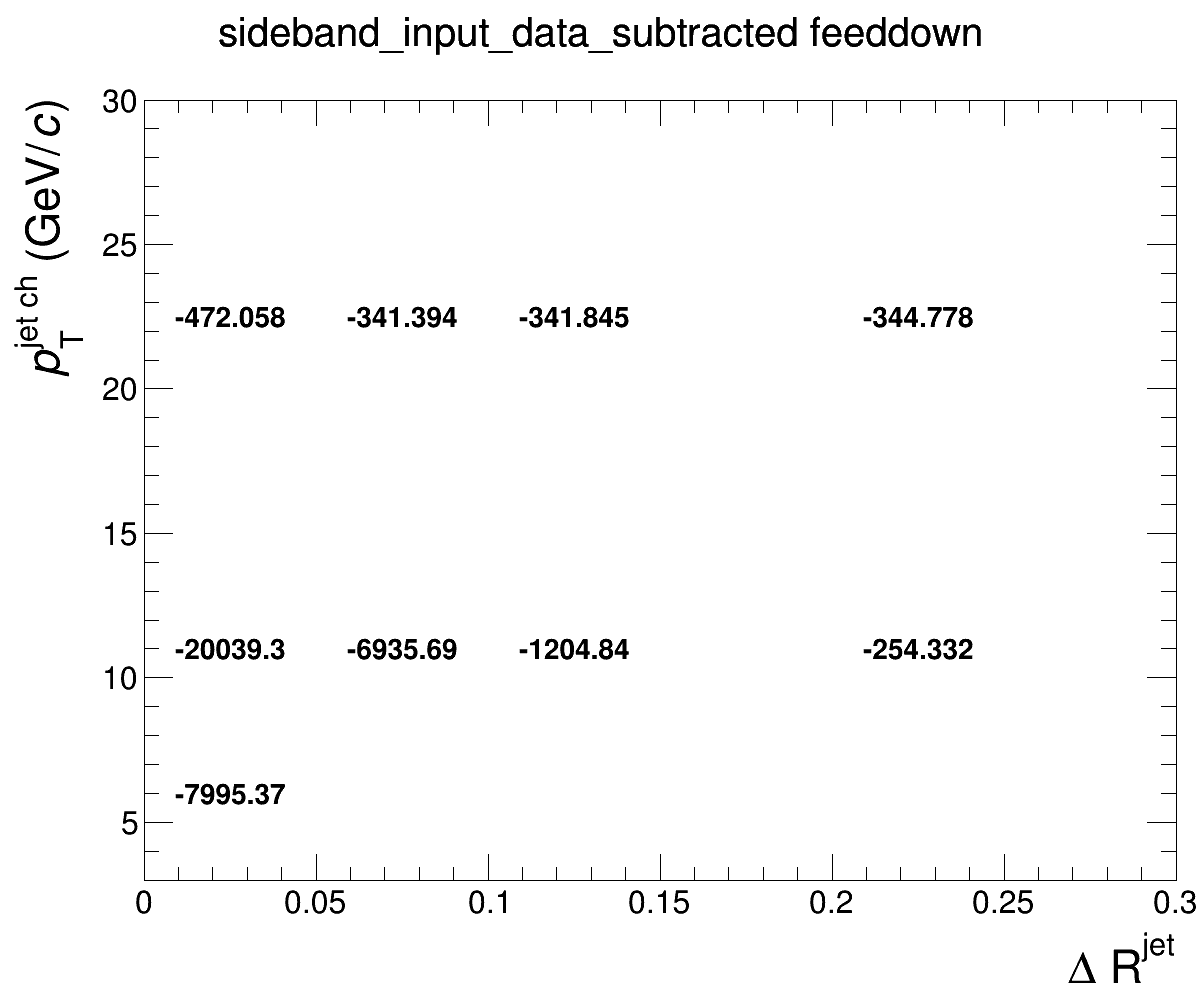 sideband_input_data_subtracted feeddown
p_T^jet ch (GeV/c)
30
25
-472.058 -341.394 -341.845 -344.778
20
15
-20039.3 -6935.69 -1204.84 -254.332
10
-7995.37
5
0 0.05 0.1 0.15 0.2 0.25 0.3
Δ R^jet